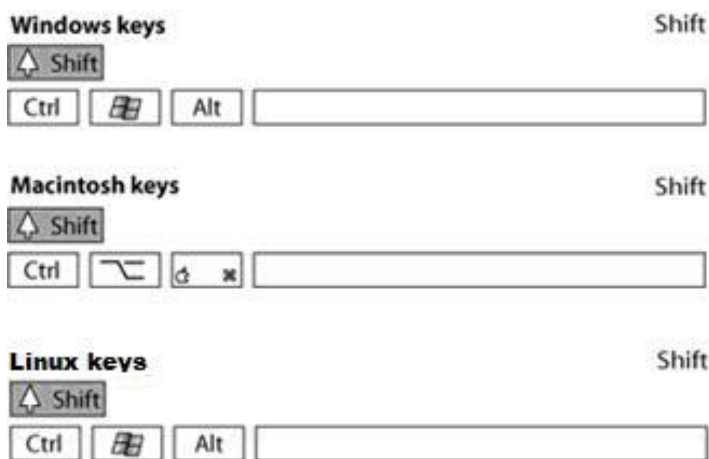 Windows keys Shift
Shift
Ctrl Alt
Macintosh keys Shift
Shift
Ctrl ⌥ ⌘
Linux keys Shift
Shift
Ctrl Alt